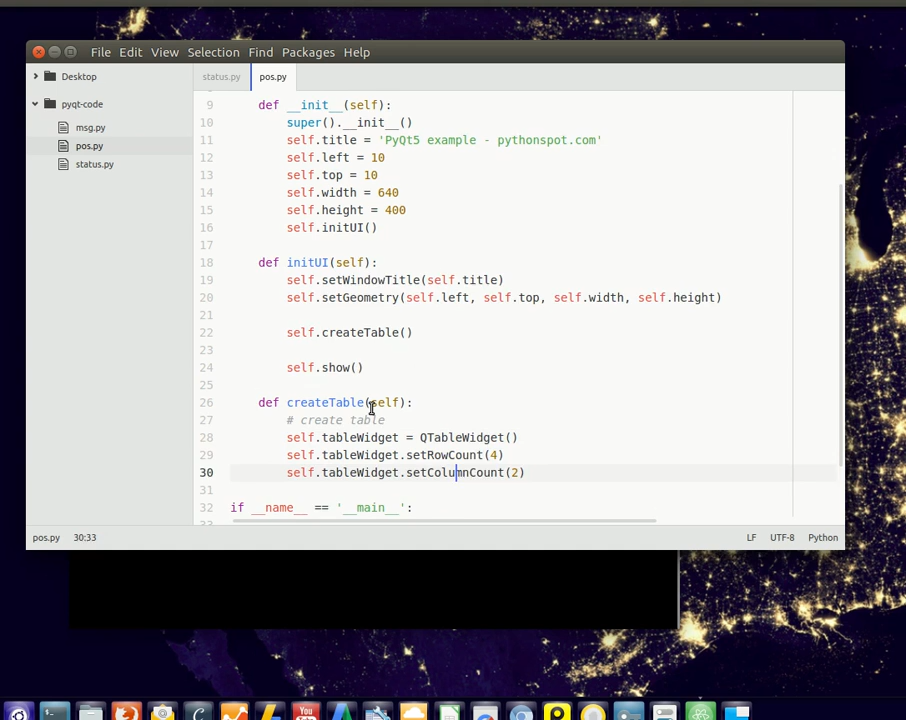 File Edit View Selection Find Packages Help
Desktop
pyqt-code
msg.py
pos.py
status.py
status.py pos.py
9 def __init__(self):
10 super().__init__()
11 self.title = 'PyQt5 example - pythonspot.com'
12 self.left = 10
13 self.top = 10
14 self.width = 640
15 self.height = 400
16 self.initUI()
17
18 def initUI(self):
19 self.setWindowTitle(self.title)
20 self.setGeometry(self.left, self.top, self.width, self.height)
21
22 self.createTable()
23
24 self.show()
25
26 def createTable(self):
27 # create table
28 self.tableWidget = QTableWidget()
29 self.tableWidget.setRowCount(4)
30 self.tableWidget.setColumnCount(2)
31
32 if __name__ == '__main__':
pos.py 30:33 LF UTF-8 Python
You